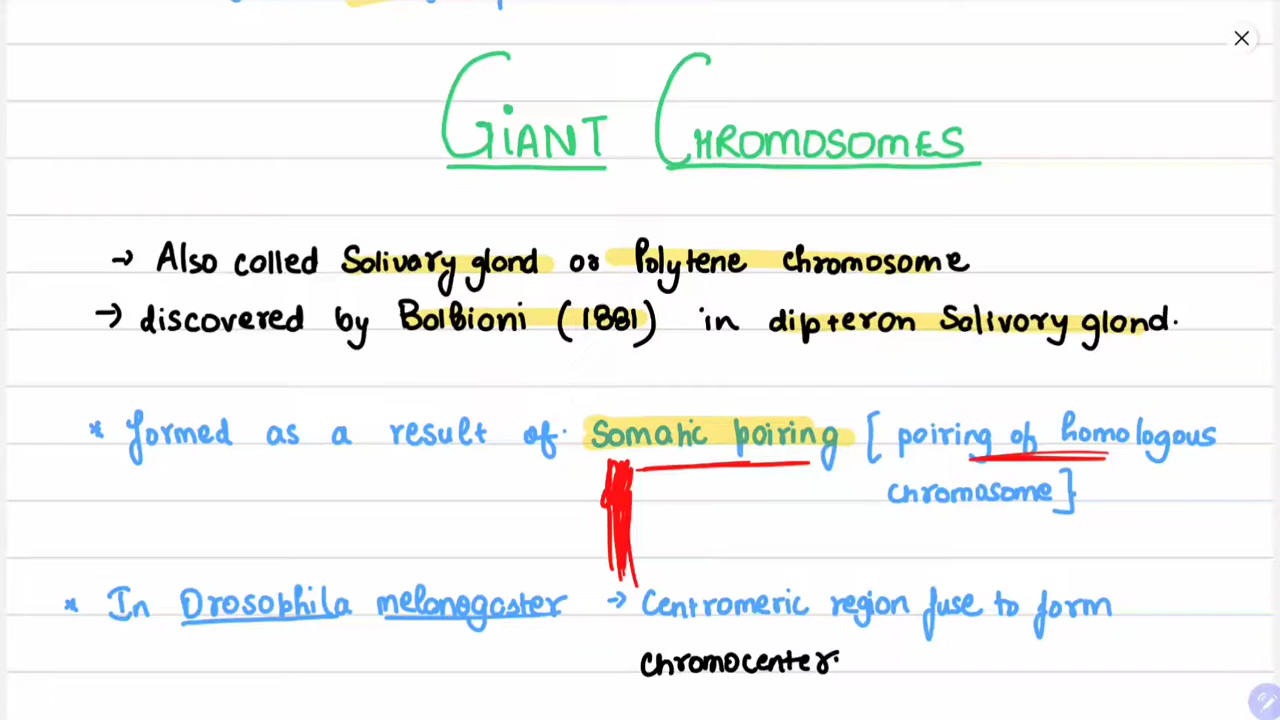 GiANT CHROMOSOMES
→ Also called Salivary gland or Polytene chromosome
→ discovered by Balbioni (1881) in dipteran Salivary gland.
* formed as a result of Somatic pairing [pairing of homologous
chromasome]
* In Drosophila melanogaster → Centromeric region fuse to form
chromocenter.